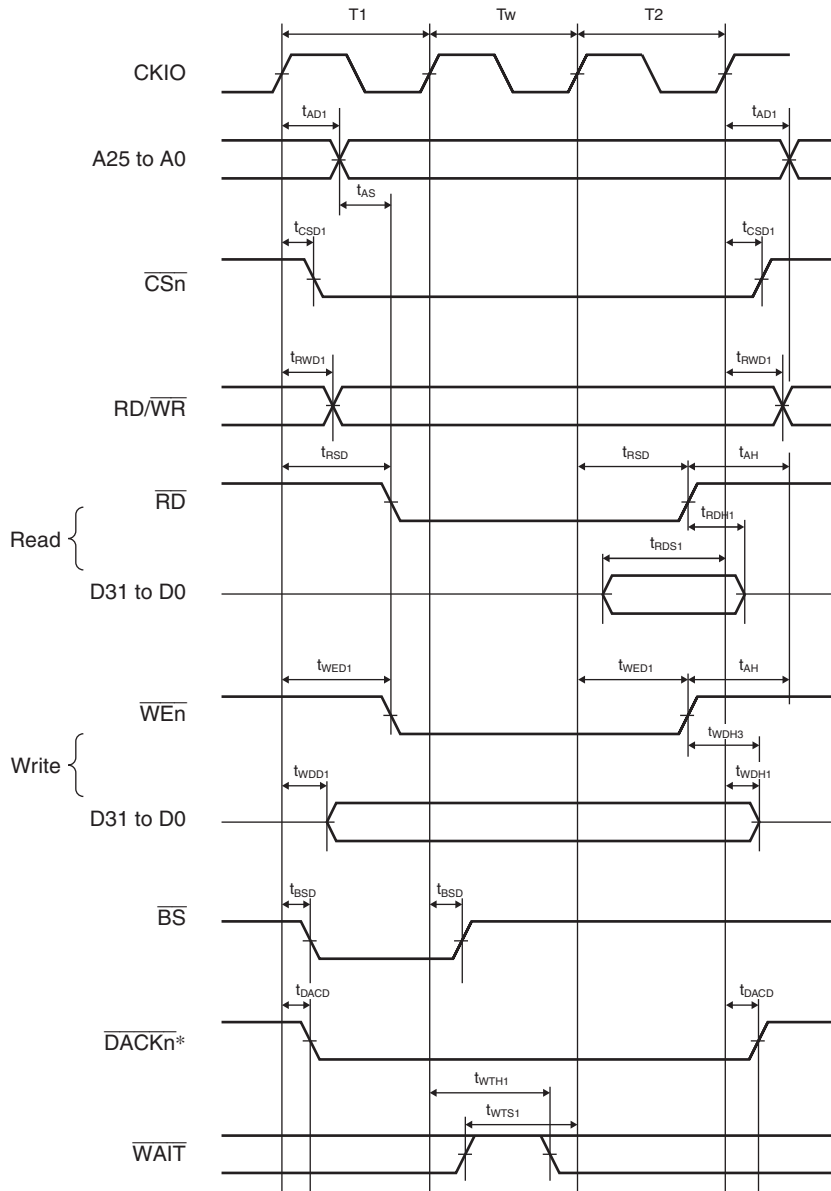 T1 Tw T2
CKIO
tAD1 tAD1
A25 to A0
tAS
tCSD1 tCSD1
CSn
tRWD1 tRWD1
RD/WR
tRSD tRSD tAH
RD
tRDH1
Read
tRDS1
D31 to D0
tWED1 tWED1 tAH
WEn
tWDH3
Write
tWDD1 tWDH1
D31 to D0
tBSD tBSD
BS
tDACD tDACD
DACKn*
tWTH1
tWTS1
WAIT